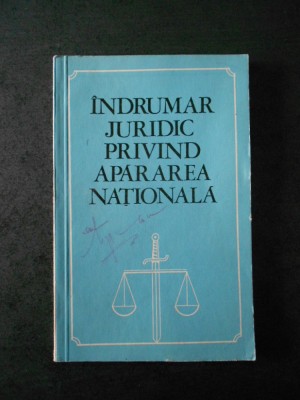 ÎNDRUMAR
JURIDIC
PRIVIND
APĂRAREA
NAȚIONALĂ